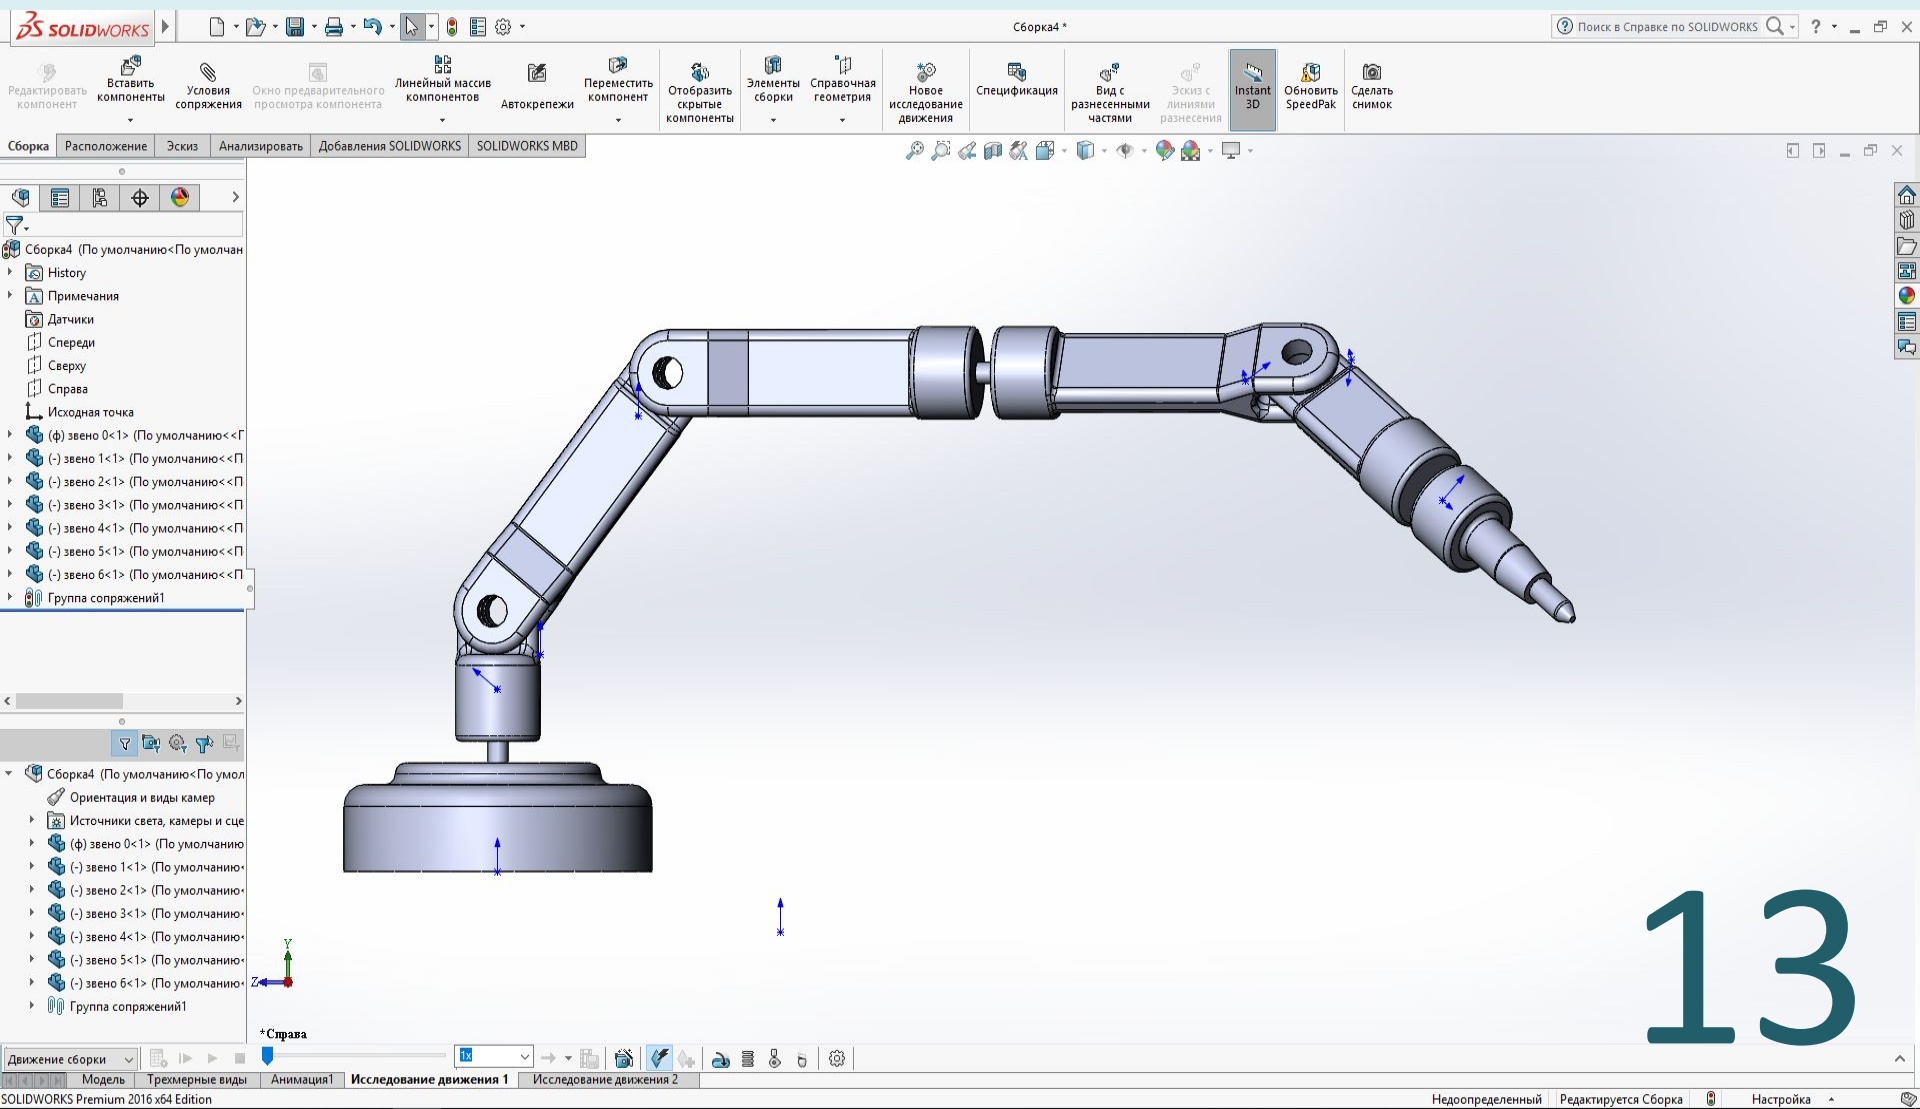 SOLIDWORKS
Сборка4 *
Поиск в Справке по SOLIDWORKS
?
Редактировать компонент
Вставить компоненты
Условия сопряжения
Окно предварительного просмотра компонента
Линейный массив компонентов
Автокрепежи
Переместить компонент
Отобразить скрытые компоненты
Элементы сборки
Справочная геометрия
Новое исследование движения
Спецификация
Вид с разнесенными частями
Эскиз с линиями разнесения
Instant 3D
Обновить SpeedPak
Сделать снимок
Сборка
Расположение
Эскиз
Анализировать
Добавления SOLIDWORKS
SOLIDWORKS MBD
Сборка4 (По умолчанию<По умолчан
History
Примечания
Датчики
Спереди
Сверху
Справа
Исходная точка
(ф) звено 0<1> (По умолчанию<<П
(-) звено 1<1> (По умолчанию<<П
(-) звено 2<1> (По умолчанию<<П
(-) звено 3<1> (По умолчанию<<П
(-) звено 4<1> (По умолчанию<<П
(-) звено 5<1> (По умолчанию<<П
(-) звено 6<1> (По умолчанию<<П
Группа сопряжений1
Сборка4 (По умолчанию<По умол
Ориентация и виды камер
Источники света, камеры и сце
(ф) звено 0<1> (По умолчанию
(-) звено 1<1> (По умолчанию<
(-) звено 2<1> (По умолчанию<
(-) звено 3<1> (По умолчанию<
(-) звено 4<1> (По умолчанию<
(-) звено 5<1> (По умолчанию<
(-) звено 6<1> (По умолчанию<
Группа сопряжений1
Y
Z
*Справа
13
Движение сборки
1x
Модель
Трехмерные виды
Анимация1
Исследование движения 1
Исследование движения 2
SOLIDWORKS Premium 2016 x64 Edition
Недоопределенный
Редактируется Сборка
Настройка